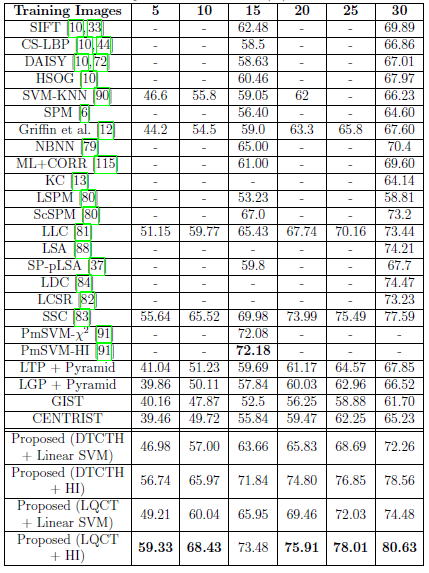 Training Images 5 10 15 20 25 30
SIFT [10,33] - - 62.48 - - 69.89
CS-LBP [10,44] - - 58.5 - - 66.86
DAISY [10,72] - - 58.63 - - 67.01
HSOG [10] - - 60.46 - - 67.97
SVM-KNN [90] 46.6 55.8 59.05 62 - 66.23
SPM [6] - - 56.40 - - 64.60
Griffin et al. [12] 44.2 54.5 59.0 63.3 65.8 67.60
NBNN [79] - - 65.00 - - 70.4
ML+CORR [115] - - 61.00 - - 69.60
KC [13] - - - - - 64.14
LSPM [80] - - 53.23 - - 58.81
ScSPM [80] - - 67.0 - - 73.2
LLC [81] 51.15 59.77 65.43 67.74 70.16 73.44
LSA [88] - - - - - 74.21
SP-pLSA [37] - - 59.8 - - 67.7
LDC [84] - - - - - 74.47
LCSR [82] - - - - - 73.23
SSC [83] 55.64 65.52 69.98 73.99 75.49 77.59
PmSVM-χ² [91] - - 72.08 - - -
PmSVM-HI [91] - - 72.18 - - -
LTP + Pyramid 41.04 51.23 59.69 61.17 64.57 67.85
LGP + Pyramid 39.86 50.11 57.84 60.03 62.96 66.52
GIST 40.16 47.87 52.5 56.25 58.88 61.70
CENTRIST 39.46 49.72 55.84 59.47 62.25 65.23
Proposed (DTCTH
+ Linear SVM) 46.98 57.00 63.66 65.83 68.69 72.26
Proposed (DTCTH
+ HI) 56.74 65.97 71.84 74.80 76.85 78.56
Proposed (LQCT
+ Linear SVM) 49.21 60.04 65.95 69.46 72.03 74.48
Proposed (LQCT
+ HI) 59.33 68.43 73.48 75.91 78.01 80.63